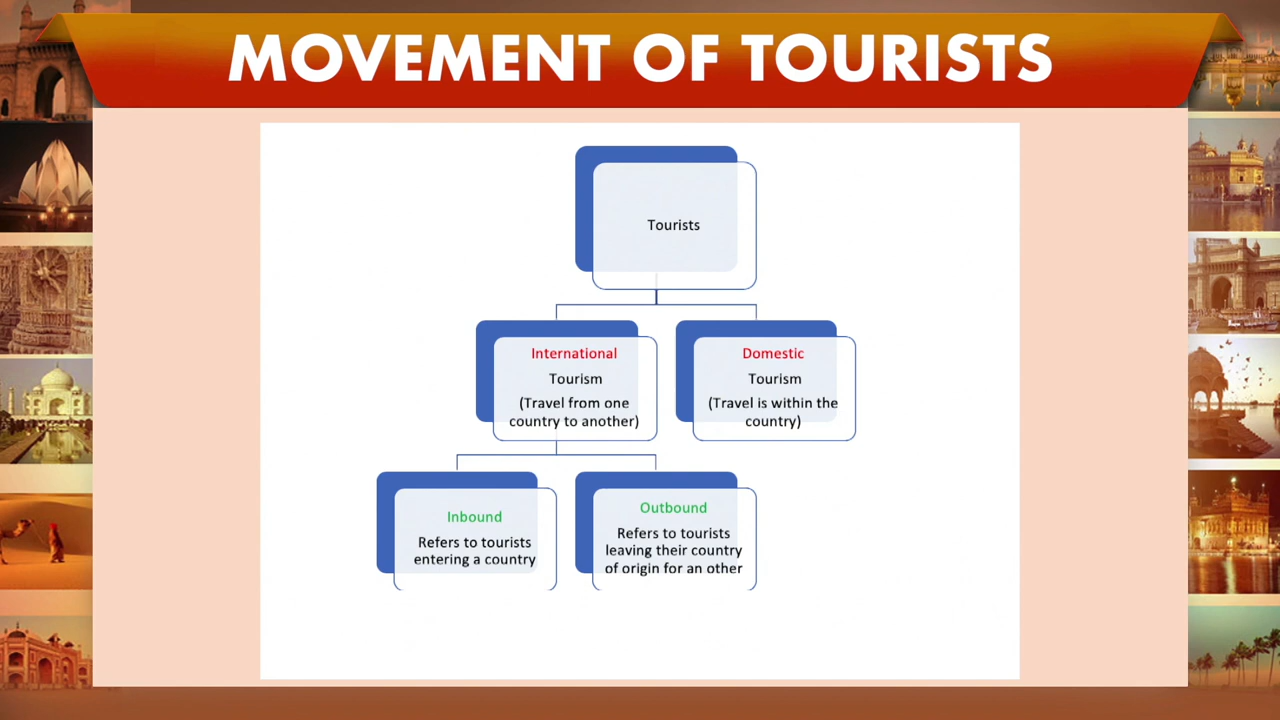 MOVEMENT OF TOURISTS
Tourists
International
Tourism
(Travel from one
country to another)
Domestic
Tourism
(Travel is within the
country)
Inbound
Refers to tourists
entering a country
Outbound
Refers to tourists
leaving their country
of origin for an other